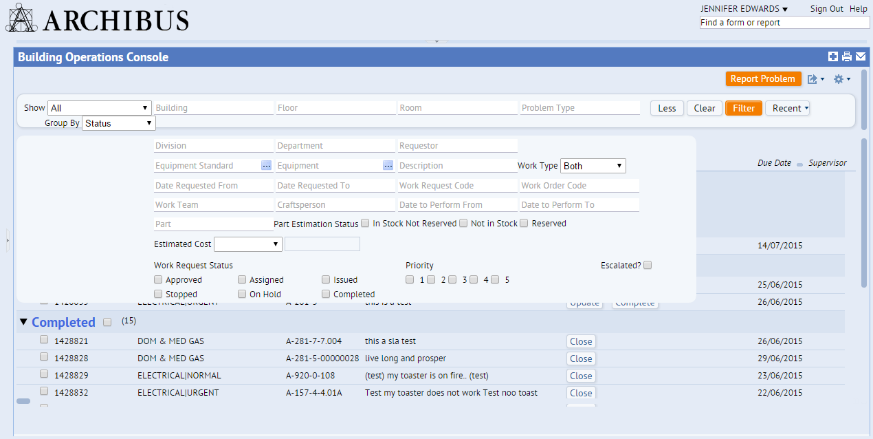 ARCHIBUS
JENNIFER EDWARDS ▼ Sign Out Help
Find a form or report
Building Operations Console
Report Problem
Show All Building Floor Room Problem Type Less Clear Filter Recent
Group By Status
Division Department Requestor
Equipment Standard ... Equipment ... Description Work Type Both
Due Date Supervisor
Date Requested From Date Requested To Work Request Code Work Order Code
Work Team Craftsperson Date to Perform From Date to Perform To
Part Part Estimation Status In Stock Not Reserved Not in Stock Reserved
Estimated Cost
14/07/2015
Work Request Status Priority Escalated?
Approved Assigned Issued 1 2 3 4 5
25/06/2015
Stopped On Hold Completed
ELECTRICAL|URGENT this is a test Update Complete 26/06/2015
Completed (15)
1428821 DOM & MED GAS A-281-7-7.004 this a sla test Close 26/06/2015
1428828 DOM & MED GAS A-281-5-00000028 live long and prosper Close 29/06/2015
1428829 ELECTRICAL|NORMAL A-920-0-108 (test) my toaster is on fire.. (test) Close 23/06/2015
1428832 ELECTRICAL|URGENT A-157-4-4.01A Test my toaster does not work Test noo toast Close 22/06/2015